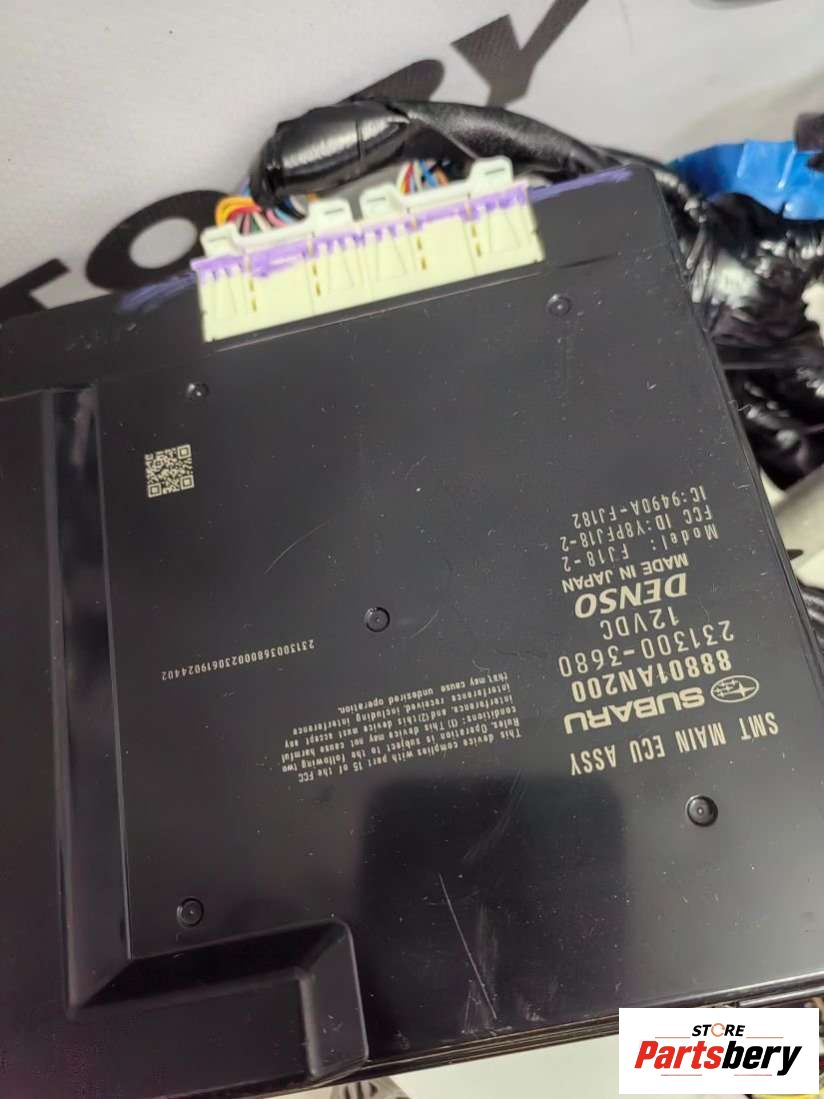 TORY
SMT MAIN ECU ASSY
SUBARU
88801AN200
231300-3680
12VDC
DENSO
MADE IN JAPAN
Model: FJ18-2
FCC ID:Y8PFJ18-2
IC:9490A-FJ182
This device complies with part 15 of the FCC
Rules. Operation is subject to the following two
conditions: (1) This device may not cause harmful
interference, and(2) this device must accept any
interference received, including interference
that may cause undesired operation.
231300368000023061902402
STORE
Partsbery